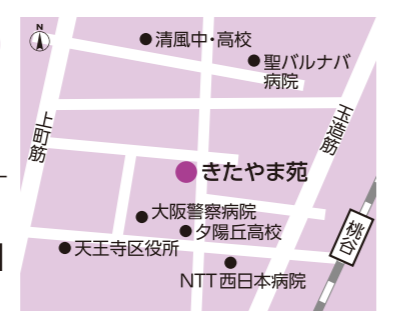 N
清風中・高校
聖バルナバ
病院
玉造筋
上町筋
きたやま苑
大阪警察病院
夕陽丘高校
桃谷
天王寺区役所
NTT西日本病院